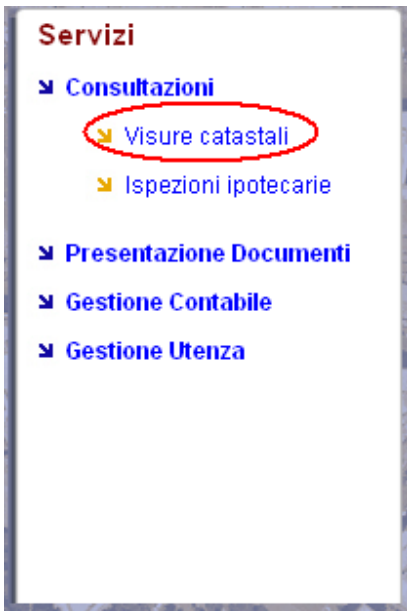 Servizi
Consultazioni
Visure catastali
Ispezioni ipotecarie
Presentazione Documenti
Gestione Contabile
Gestione Utenza